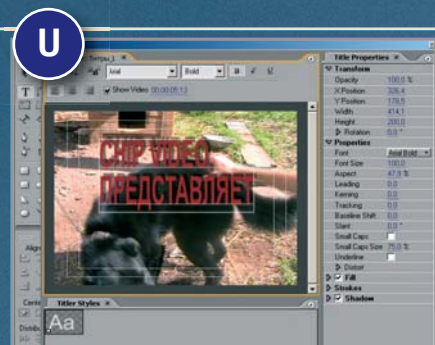 U
Титры_1 ×
Title Properties ×
Transform
Opacity 100,0 %
X Position 326,4
Y Position 178,5
Width 414,1
Height 200,0
Rotation 0,0 °
Properties
Font Arial Bold
Font Size 100,0
Aspect 47,9 %
Leading 0,0
Kerning 0,0
Tracking 0,0
Baseline Shift 0,0
Slant 0,0 °
Small Caps
Small Caps Size 75,0 %
Underline
Distort
Fill
Strokes
Shadow
Arial
Bold
B I U
Show Video 00;00;05;13
T
CHIP VIDEO
ПРЕДСТАВЛЯЕТ
Titler Styles ×
Aa